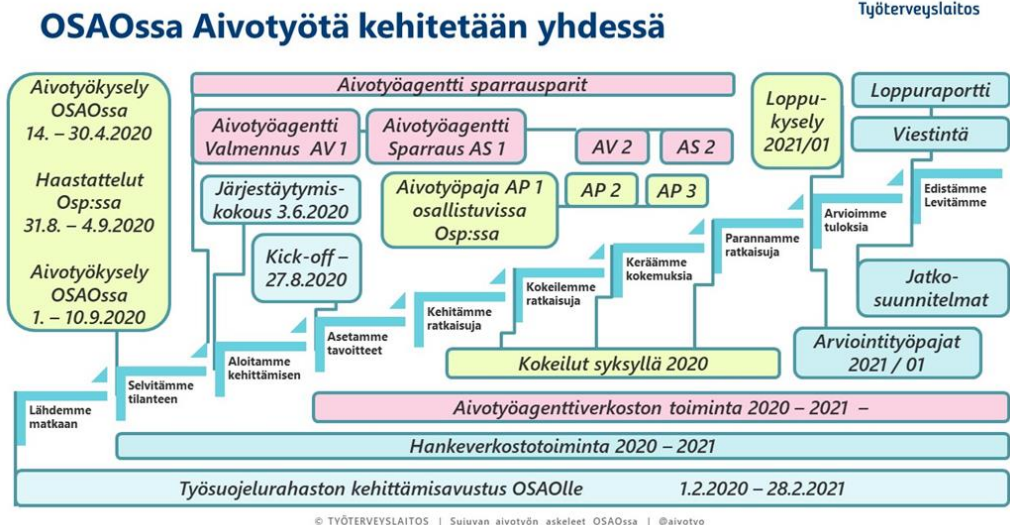 OSAOssa Aivotyötä kehitetään yhdessä
Työterveyslaitos
Aivotyökysely
OSAOssa
14. – 30.4.2020
Haastattelut
Osp:ssa
31.8. – 4.9.2020
Aivotyökysely
OSAOssa
1. – 10.9.2020
Aivotyöagentti sparrausparit
Aivotyöagentti
Valmennus AV 1
Aivotyöagentti
Sparraus AS 1
AV 2
AS 2
Järjestäytymis-
kokous 3.6.2020
Kick-off –
27.8.2020
Aivotyöpaja AP 1
osallistuvissa
Osp:ssa
AP 2
AP 3
Loppu-
kysely
2021/01
Loppuraportti
Viestintä
Lähdemme
matkaan
Selvitämme
tilanteen
Aloitamme
kehittämisen
Asetamme
tavoitteet
Kehitämme
ratkaisuja
Kokeilemme
ratkaisuja
Keräämme
kokemuksia
Parannamme
ratkaisuja
Arvioimme
tuloksia
Edistämme
Levitämme
Jatko-
suunnitelmat
Arviointityöpajat
2021 / 01
Kokeilut syksyllä 2020
Aivotyöagenttiverkoston toiminta 2020 – 2021 –
Hankeverkostotoiminta 2020 – 2021
Työsuojelurahaston kehittämisavustus OSAOlle 1.2.2020 – 28.2.2021
© TYÖTERVEYSLAITOS | Sujuvan aivotyön askeleet OSAOssa | @aivotyo